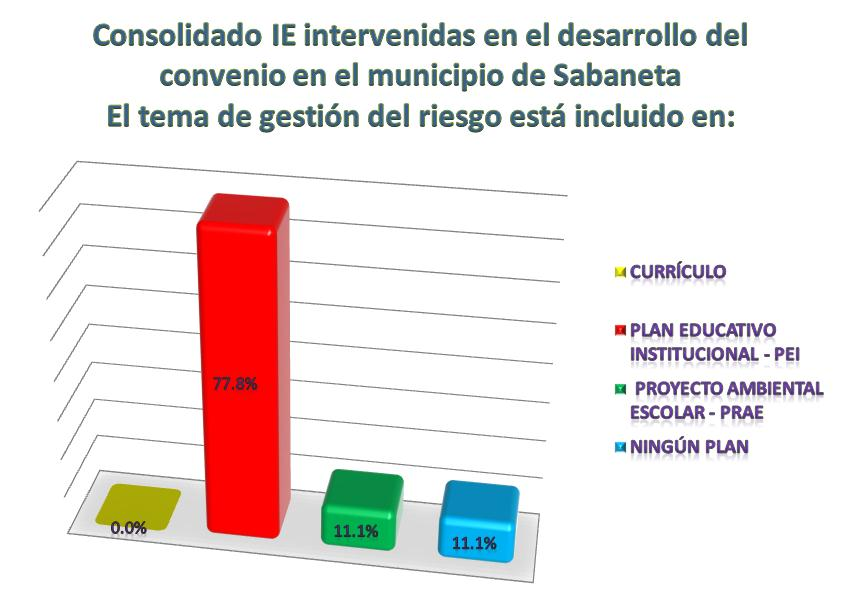 Consolidado IE intervenidas en el desarrollo del
convenio en el municipio de Sabaneta
El tema de gestión del riesgo está incluido en:
77.8%
0.0%
11.1%
11.1%
CURRÍCULO
PLAN EDUCATIVO
INSTITUCIONAL - PEI
PROYECTO AMBIENTAL
ESCOLAR - PRAE
NINGÚN PLAN